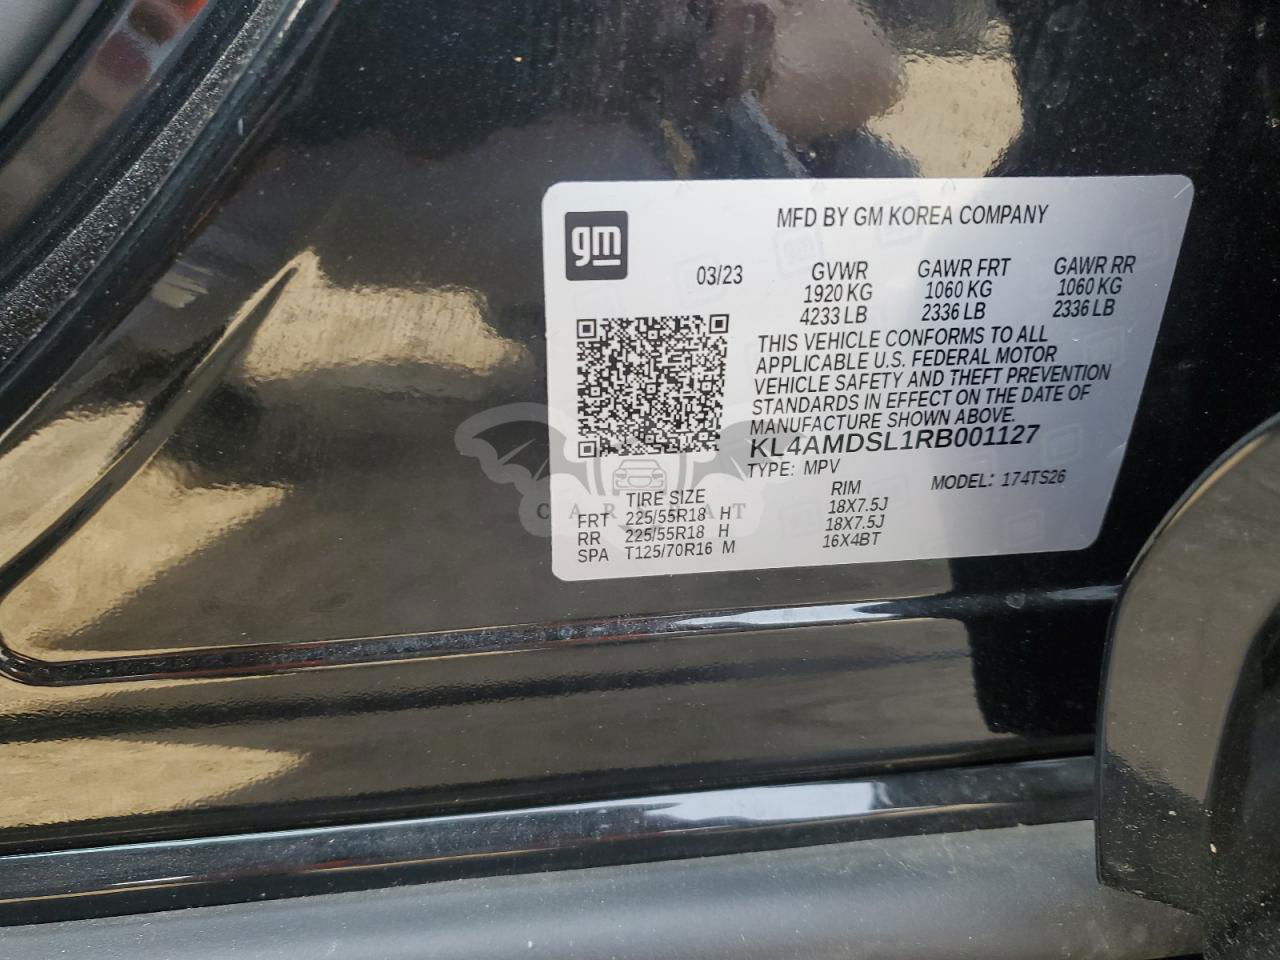 gm
MFD BY GM KOREA COMPANY
03/23
GVWR
1920 KG
4233 LB
GAWR FRT
1060 KG
2336 LB
GAWR RR
1060 KG
2336 LB
THIS VEHICLE CONFORMS TO ALL
APPLICABLE U.S. FEDERAL MOTOR
VEHICLE SAFETY AND THEFT PREVENTION
STANDARDS IN EFFECT ON THE DATE OF
MANUFACTURE SHOWN ABOVE.
KL4AMDSL1RB001127
TYPE: MPV
MODEL: 174TS26
TIRE SIZE RIM
FRT 225/55R18 H 18X7.5J
RR 225/55R18 H 18X7.5J
SPA T125/70R16 M 16X4BT